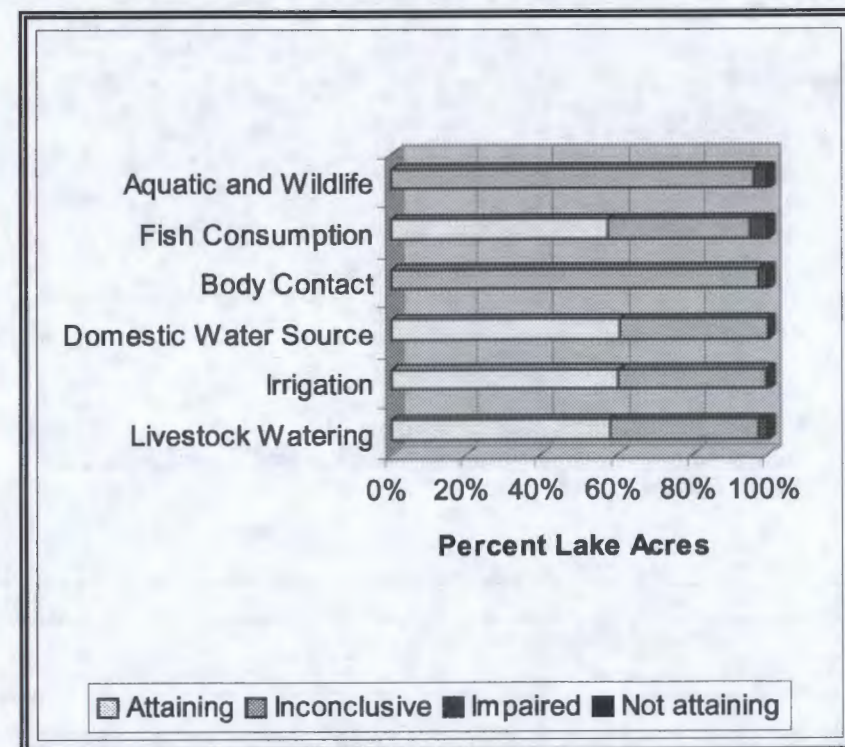 Aquatic and Wildlife
Fish Consumption
Body Contact
Domestic Water Source
Irrigation
Livestock Watering
0% 20% 40% 60% 80% 100%
Percent Lake Acres
Attaining Inconclusive Impaired Not attaining